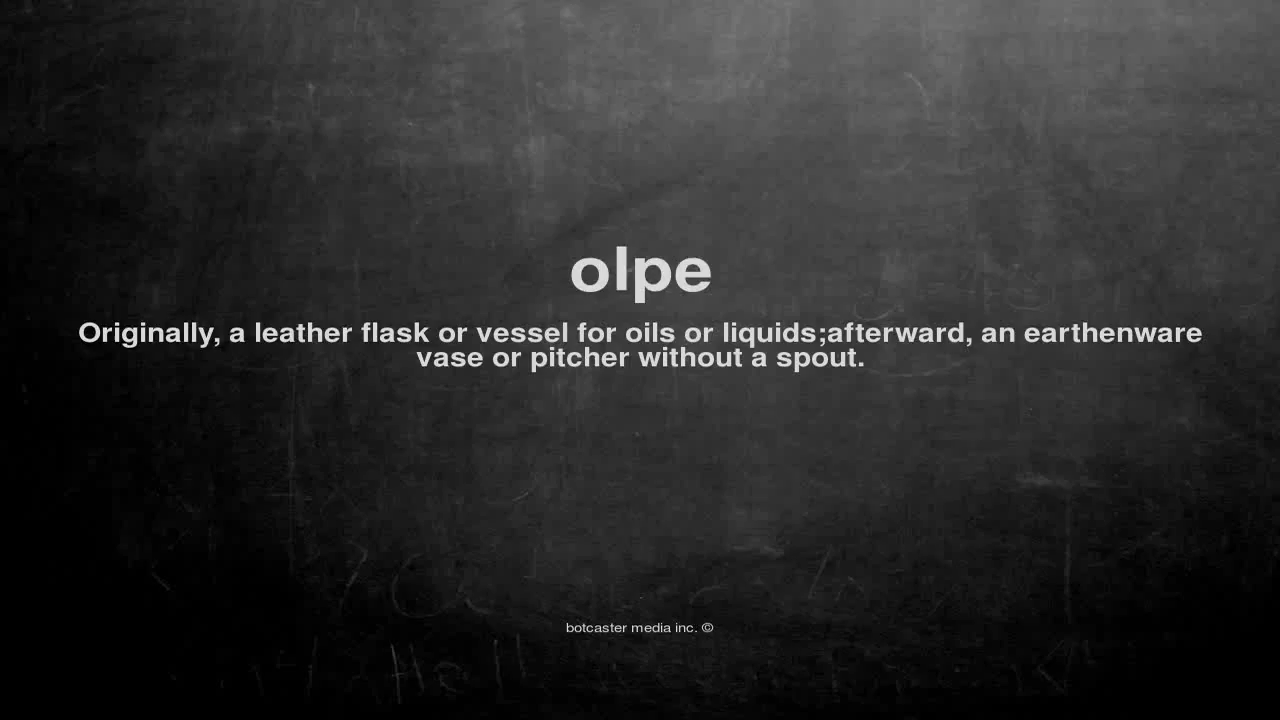 olpe
Originally, a leather flask or vessel for oils or liquids;afterward, an earthenware
vase or pitcher without a spout.
botcaster media inc. ©